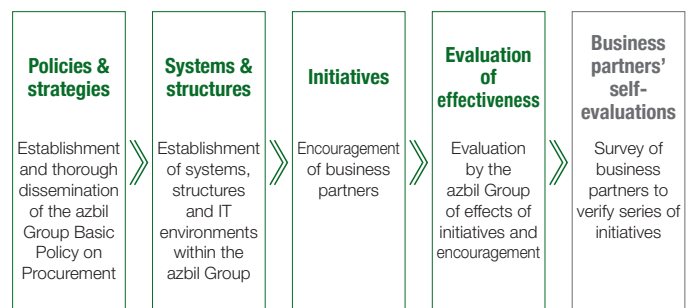 Policies &
strategies
Establishment
and thorough
dissemination
of the azbil
Group Basic
Policy on
Procurement
Systems &
structures
Establishment
of systems,
structures
and IT
environments
within the
azbil Group
Initiatives
Encouragement
of business
partners
Evaluation
of
effectiveness
Evaluation
by the
azbil Group
of effects of
initiatives and
encouragement
Business
partners’
self-
evaluations
Survey of
business
partners to
verify series of
initiatives